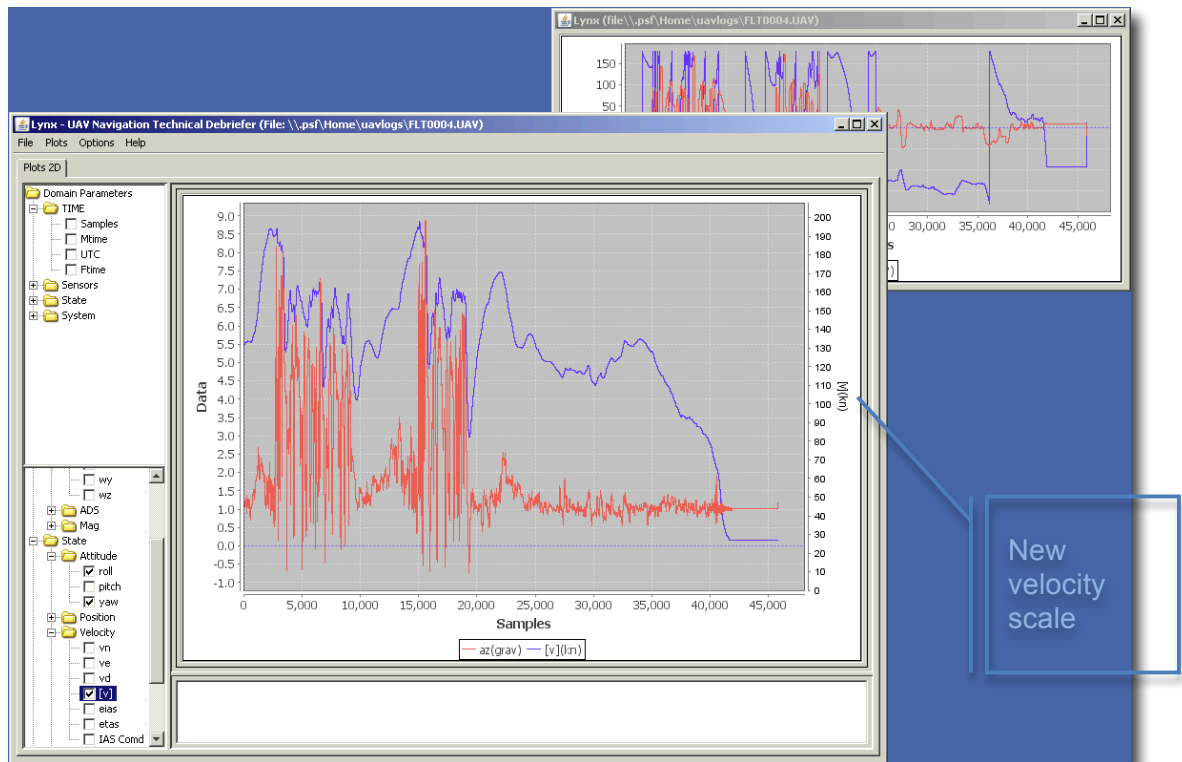 Lynx (file\\.psf\Home\uavlogs\FLT0004.UAV)
150
100
50
30,000 35,000 40,000 45,000
Lynx - UAV Navigation Technical Debriefer (File: \\.psf\Home\uavlogs\FLT0004.UAV)
File Plots Options Help
Plots 2D
Domain Parameters
TIME
Samples
Mtime
UTC
Ftime
Sensors
State
System
wy
wz
ADS
Mag
State
Attitude
roll
pitch
yaw
Position
Velocity
vn
ve
vd
[v]
eias
etas
IAS Comd
9.0
8.5
8.0
7.5
7.0
6.5
6.0
5.5
5.0
4.5
4.0
3.5
3.0
2.5
2.0
1.5
1.0
0.5
0.0
-0.5
-1.0
Data
200
190
180
170
160
150
140
130
120
110
100
90
80
70
60
50
40
30
20
10
0
[v](kn)
0 5,000 10,000 15,000 20,000 25,000 30,000 35,000 40,000 45,000
Samples
az(grav) [v](kn)
New
velocity
scale